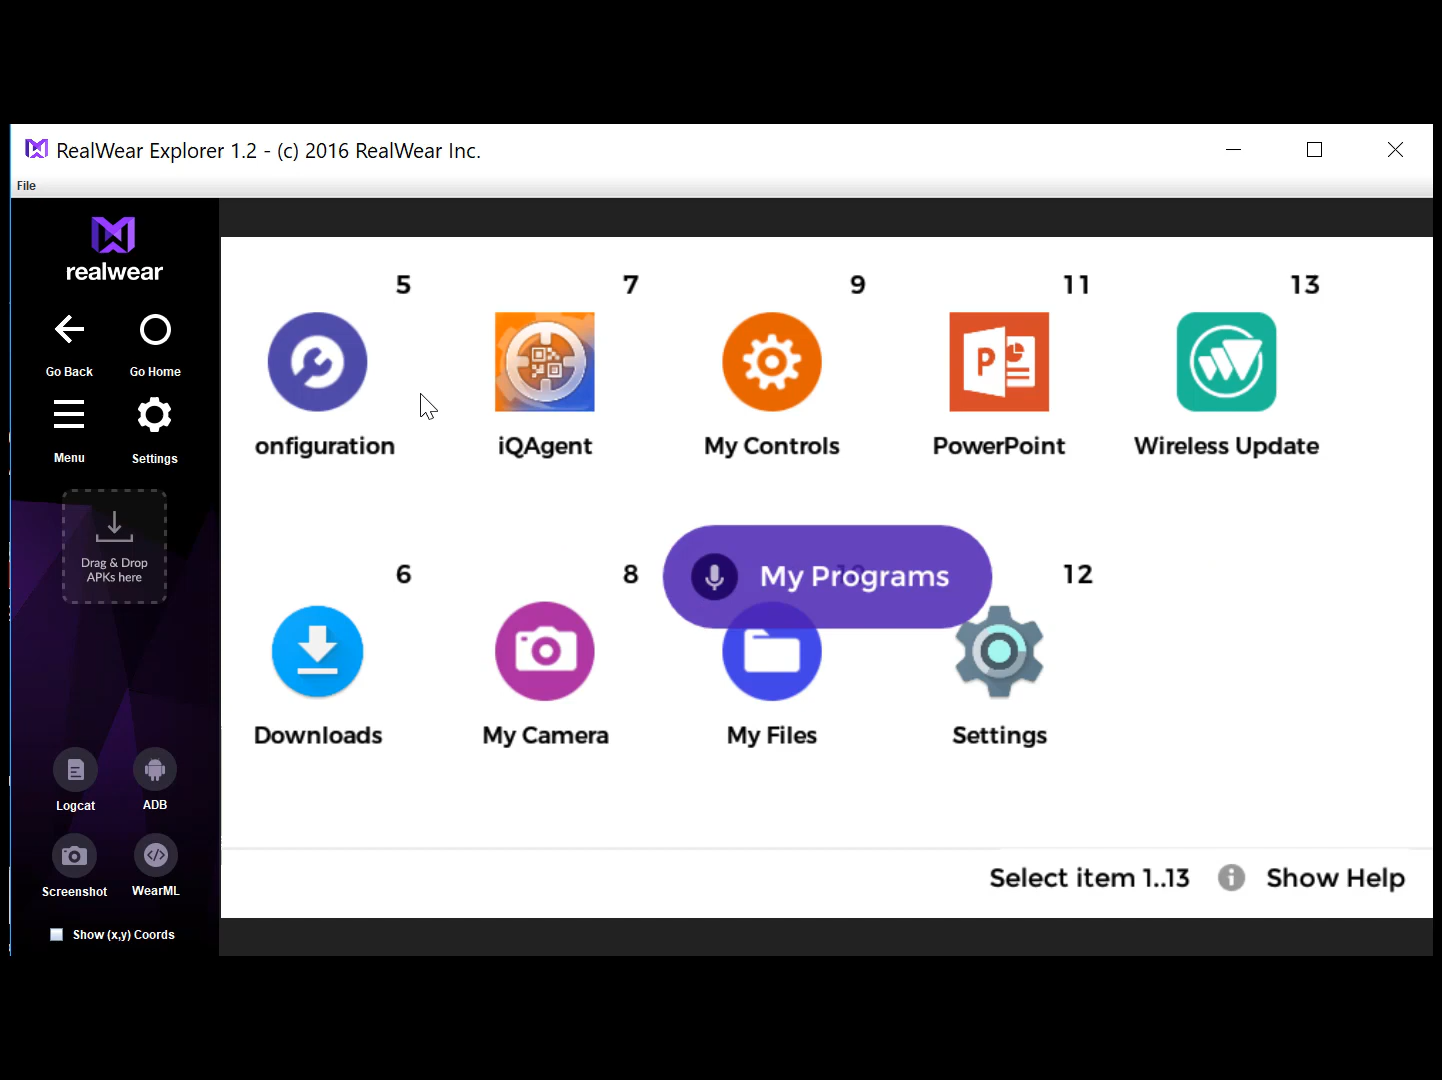 RealWear Explorer 1.2 - (c) 2016 RealWear Inc.
File
realwear
Go Back
Go Home
Menu
Settings
Drag & Drop
APKs here
Logcat
ADB
Screenshot
WearML
Show (x,y) Coords
5
7
9
11
13
onfiguration
iQAgent
My Controls
P
PowerPoint
Wireless Update
6
8
My Programs
12
Downloads
My Camera
My Files
Settings
Select item 1..13
Show Help